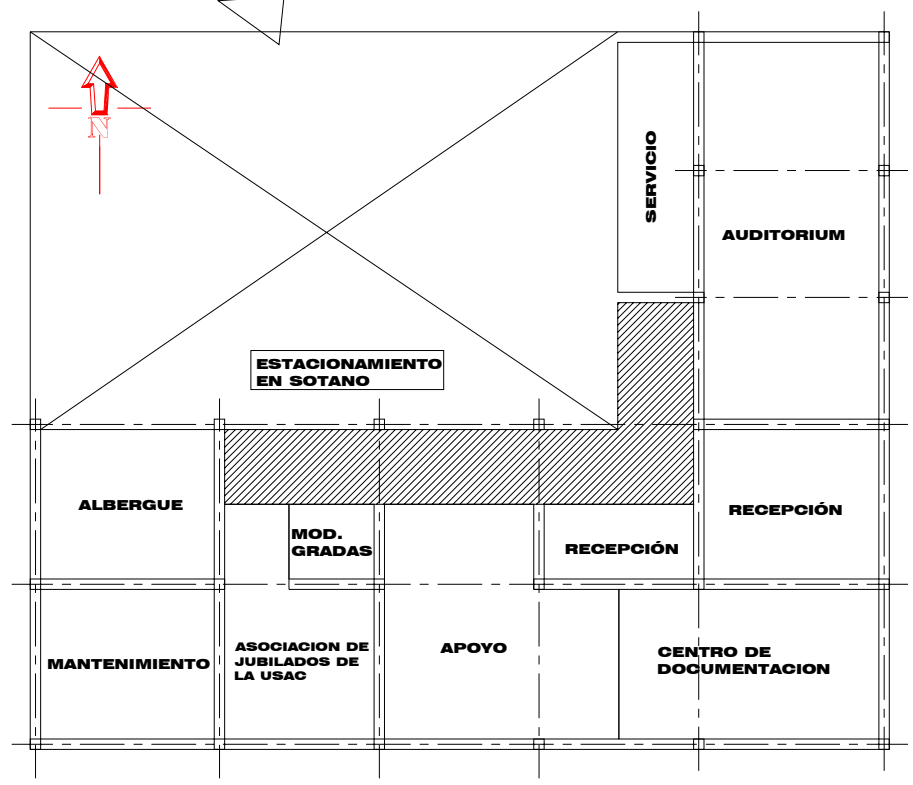 N
SERVICIO
AUDITORIUM
ESTACIONAMIENTO
EN SOTANO
ALBERGUE
MOD.
GRADAS
RECEPCIÓN
RECEPCIÓN
MANTENIMIENTO
ASOCIACION DE
JUBILADOS DE
LA USAC
APOYO
CENTRO DE
DOCUMENTACION